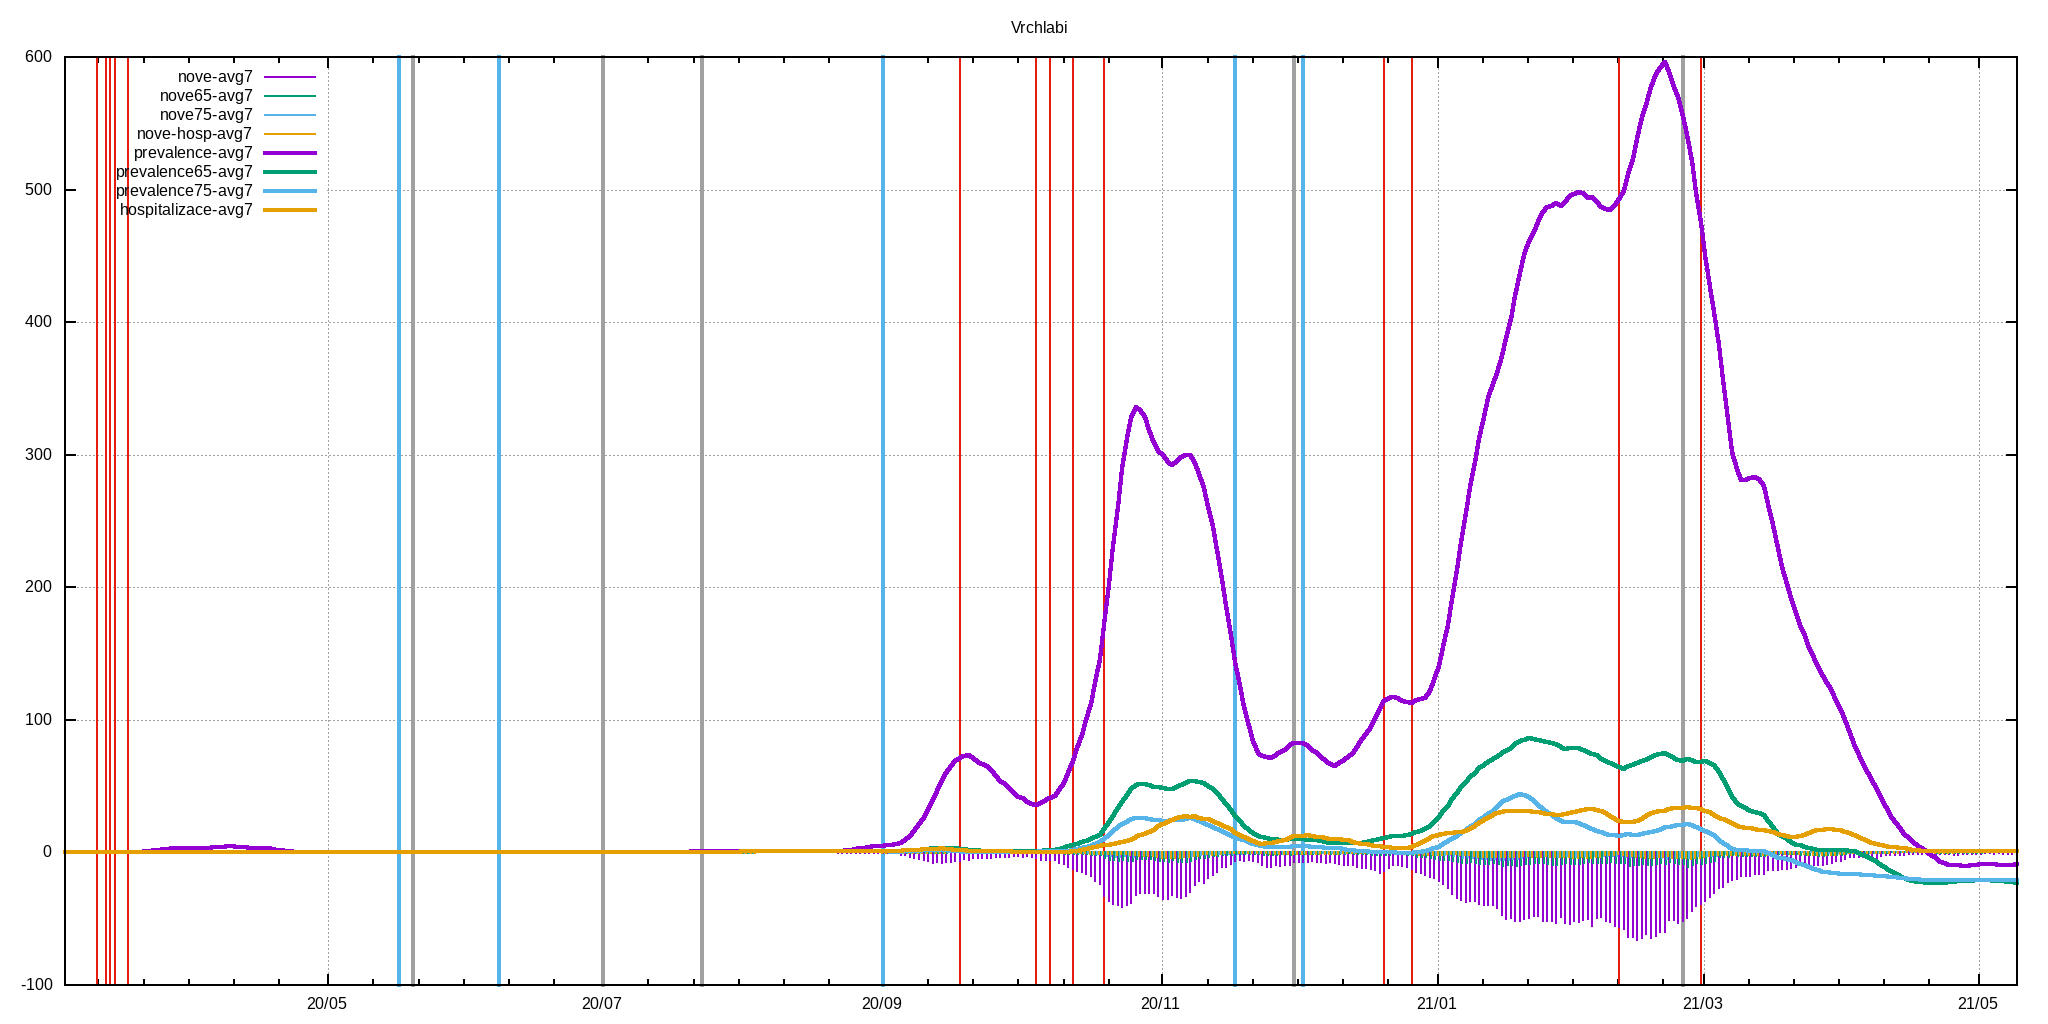 Vrchlabi
600
500
400
300
200
100
0
-100
nove-avg7
nove65-avg7
nove75-avg7
nove-hosp-avg7
prevalence-avg7
prevalence65-avg7
prevalence75-avg7
hospitalizace-avg7
20/05 20/07 20/09 20/11 21/01 21/03 21/05